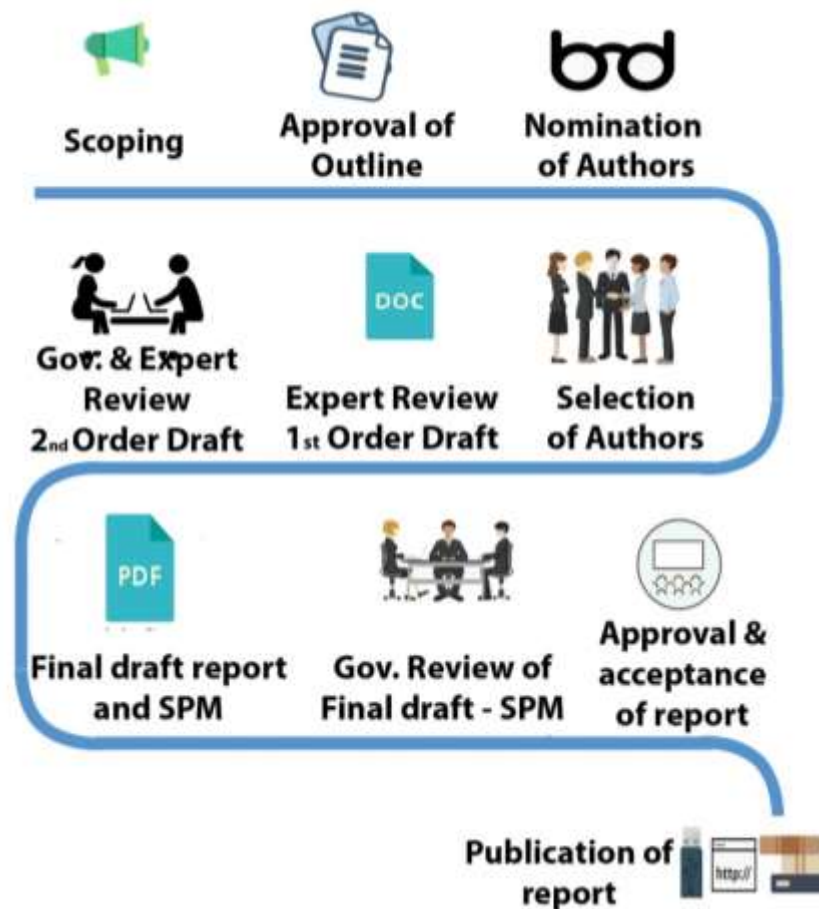 Scoping
Approval of
Outline
Nomination
of Authors
Selection
of Authors
DOC
Expert Review
1st Order Draft
Gov. & Expert
Review
2nd Order Draft
PDF
Final draft report
and SPM
Gov. Review of
Final draft - SPM
Approval &
acceptance
of report
Publication of
report
http://